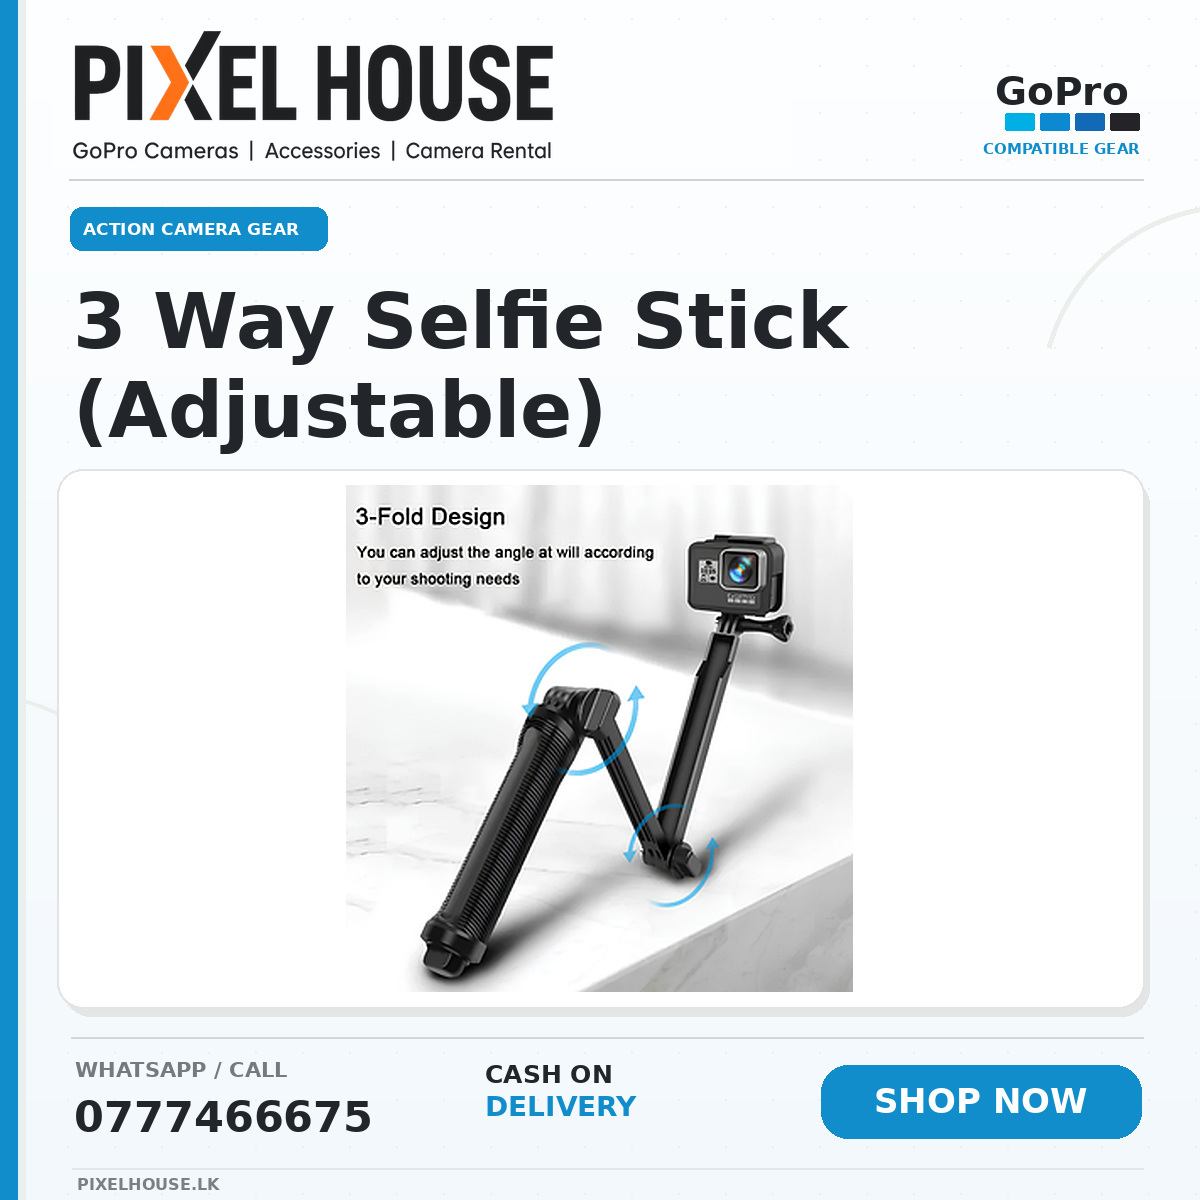 PIXEL HOUSE
GoPro Cameras | Accessories | Camera Rental
GoPro
COMPATIBLE GEAR
ACTION CAMERA GEAR
3 Way Selfie Stick
(Adjustable)
3-Fold Design
You can adjust the angle at will according
to your shooting needs
WHATSAPP / CALL
0777466675
CASH ON
DELIVERY
SHOP NOW
PIXELHOUSE.LK